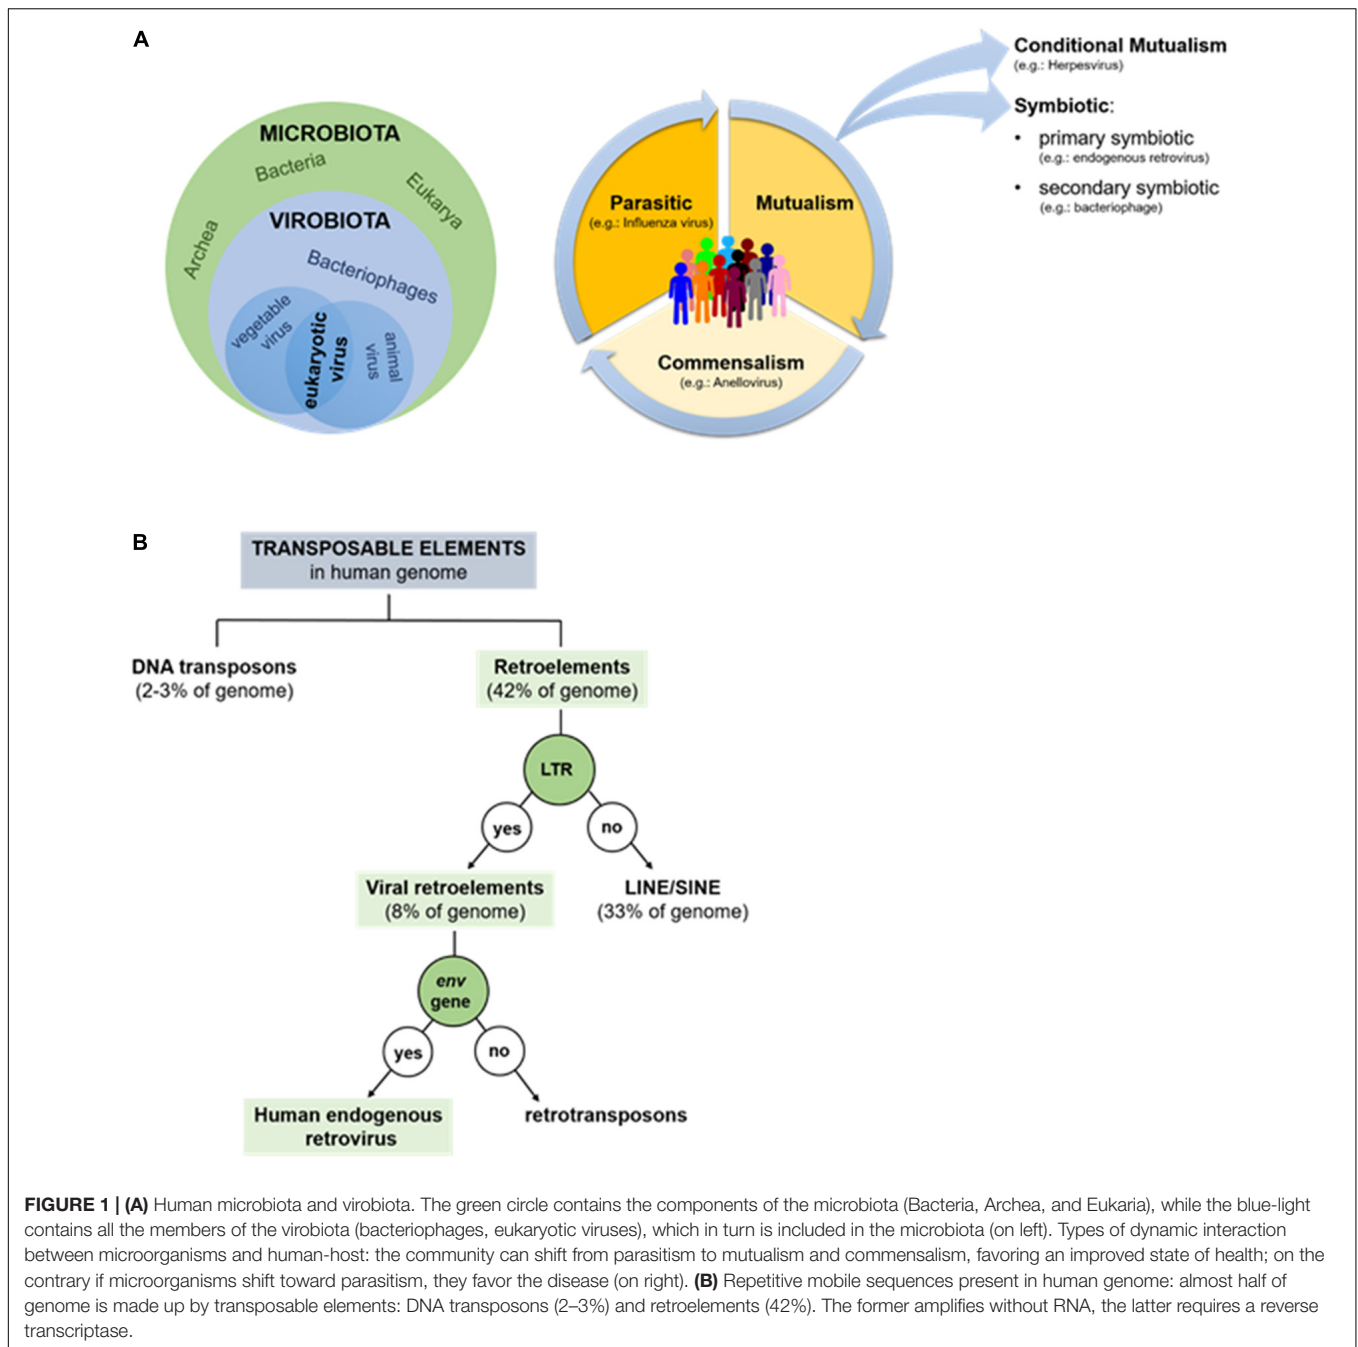 A
MICROBIOTA
Bacteria
Eukarya
Archea
VIROBIOTA
Bacteriophages
vegetable
virus
eukaryotic
virus
animal
virus
Parasitic
(e.g.: Influenza virus)
Mutualism
Commensalism
(e.g.: Anellovirus)
Conditional Mutualism
(e.g.: Herpesvirus)
Symbiotic:
• primary symbiotic
(e.g.: endogenous retrovirus)
• secondary symbiotic
(e.g.: bacteriophage)
B
TRANSPOSABLE ELEMENTS
in human genome
DNA transposons
(2-3% of genome)
Retroelements
(42% of genome)
LTR
yes
no
Viral retroelements
(8% of genome)
LINE/SINE
(33% of genome)
env
gene
yes
no
Human endogenous
retrovirus
retrotransposons
FIGURE 1 | (A) Human microbiota and virobiota. The green circle contains the components of the microbiota (Bacteria, Archea, and Eukaria), while the blue-light
contains all the members of the virobiota (bacteriophages, eukaryotic viruses), which in turn is included in the microbiota (on left). Types of dynamic interaction
between microorganisms and human-host: the community can shift from parasitism to mutualism and commensalism, favoring an improved state of health; on the
contrary if microorganisms shift toward parasitism, they favor the disease (on right). (B) Repetitive mobile sequences present in human genome: almost half of
genome is made up by transposable elements: DNA transposons (2–3%) and retroelements (42%). The former amplifies without RNA, the latter requires a reverse
transcriptase.